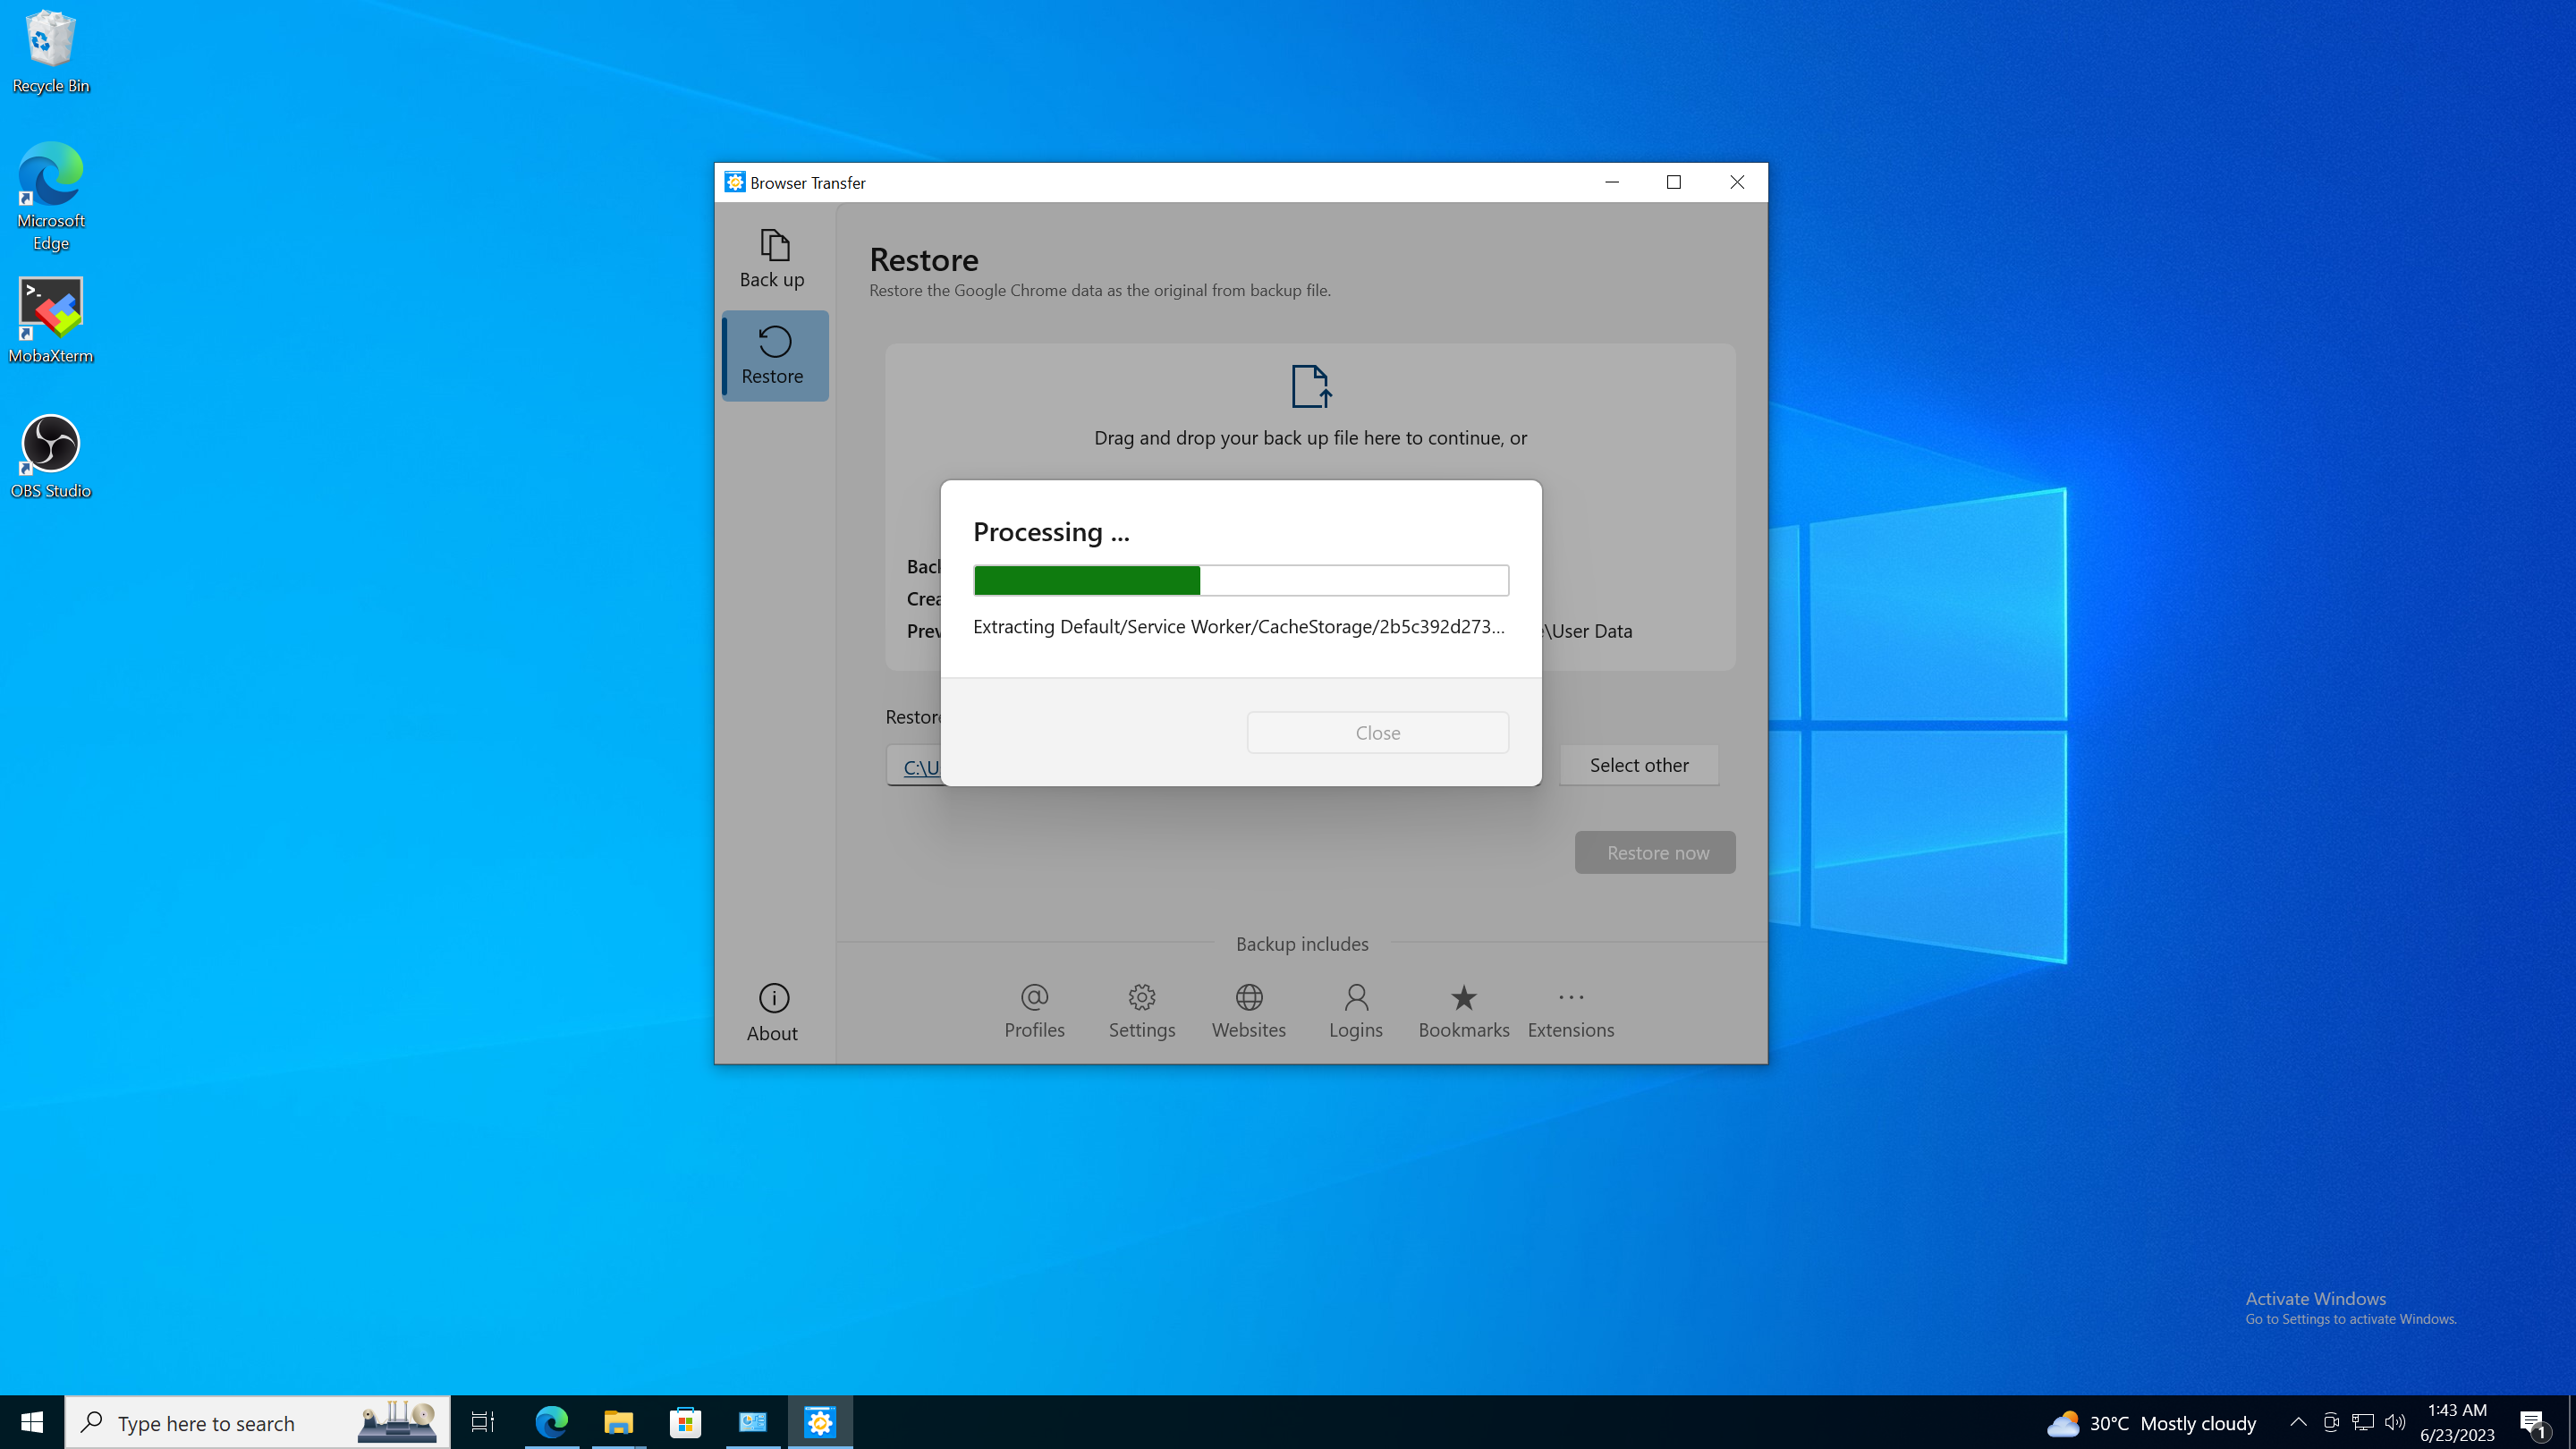 Recycle Bin
Microsoft
Edge
MobaXterm
OBS Studio
Browser Transfer
Back up
Restore
About
Restore
Restore the Google Chrome data as the original from backup file.
Drag and drop your back up file here to continue, or
Processing ...
Extracting Default/Service Worker/CacheStorage/2b5c392d273...
\User Data
Close
C:\U
Select other
Restore now
Backup includes
Profiles
Settings
Websites
Logins
Bookmarks
Extensions
Activate Windows
Go to Settings to activate Windows.
Type here to search
30°C Mostly cloudy
1:43 AM
6/23/2023
1